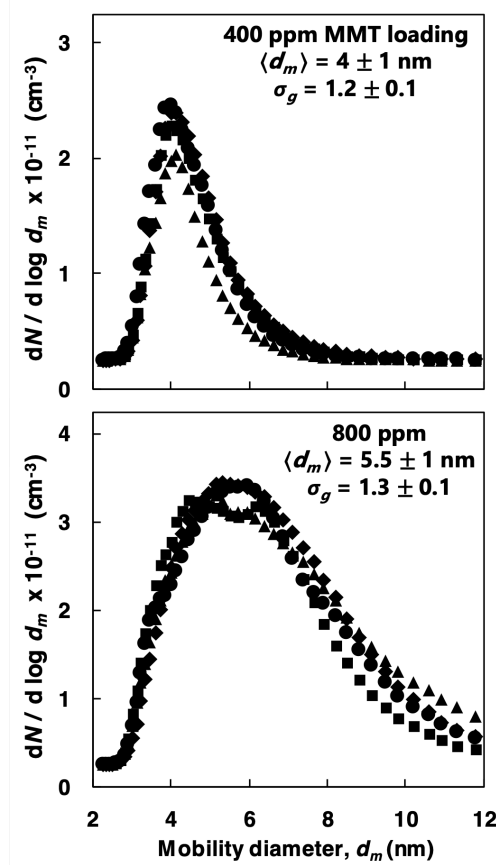 400 ppm MMT loading
⟨dₘ⟩ = 4 ± 1 nm
σg = 1.2 ± 0.1
dN / d log dₘ x 10⁻¹¹ (cm⁻³)
3
2
1
0
800 ppm
⟨dₘ⟩ = 5.5 ± 1 nm
σg = 1.3 ± 0.1
dN / d log dₘ x 10⁻¹¹ (cm⁻³)
4
3
2
1
0
2 4 6 8 10 12
Mobility diameter, dₘ (nm)